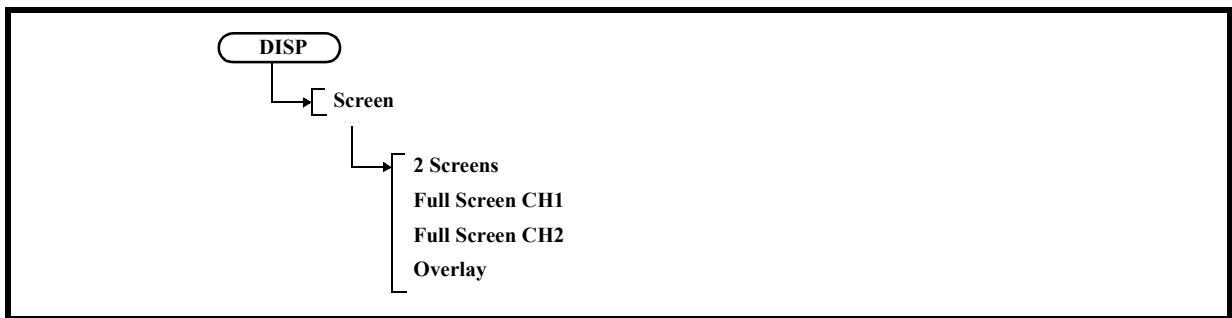 DISP
Screen
2 Screens
Full Screen CH1
Full Screen CH2
Overlay